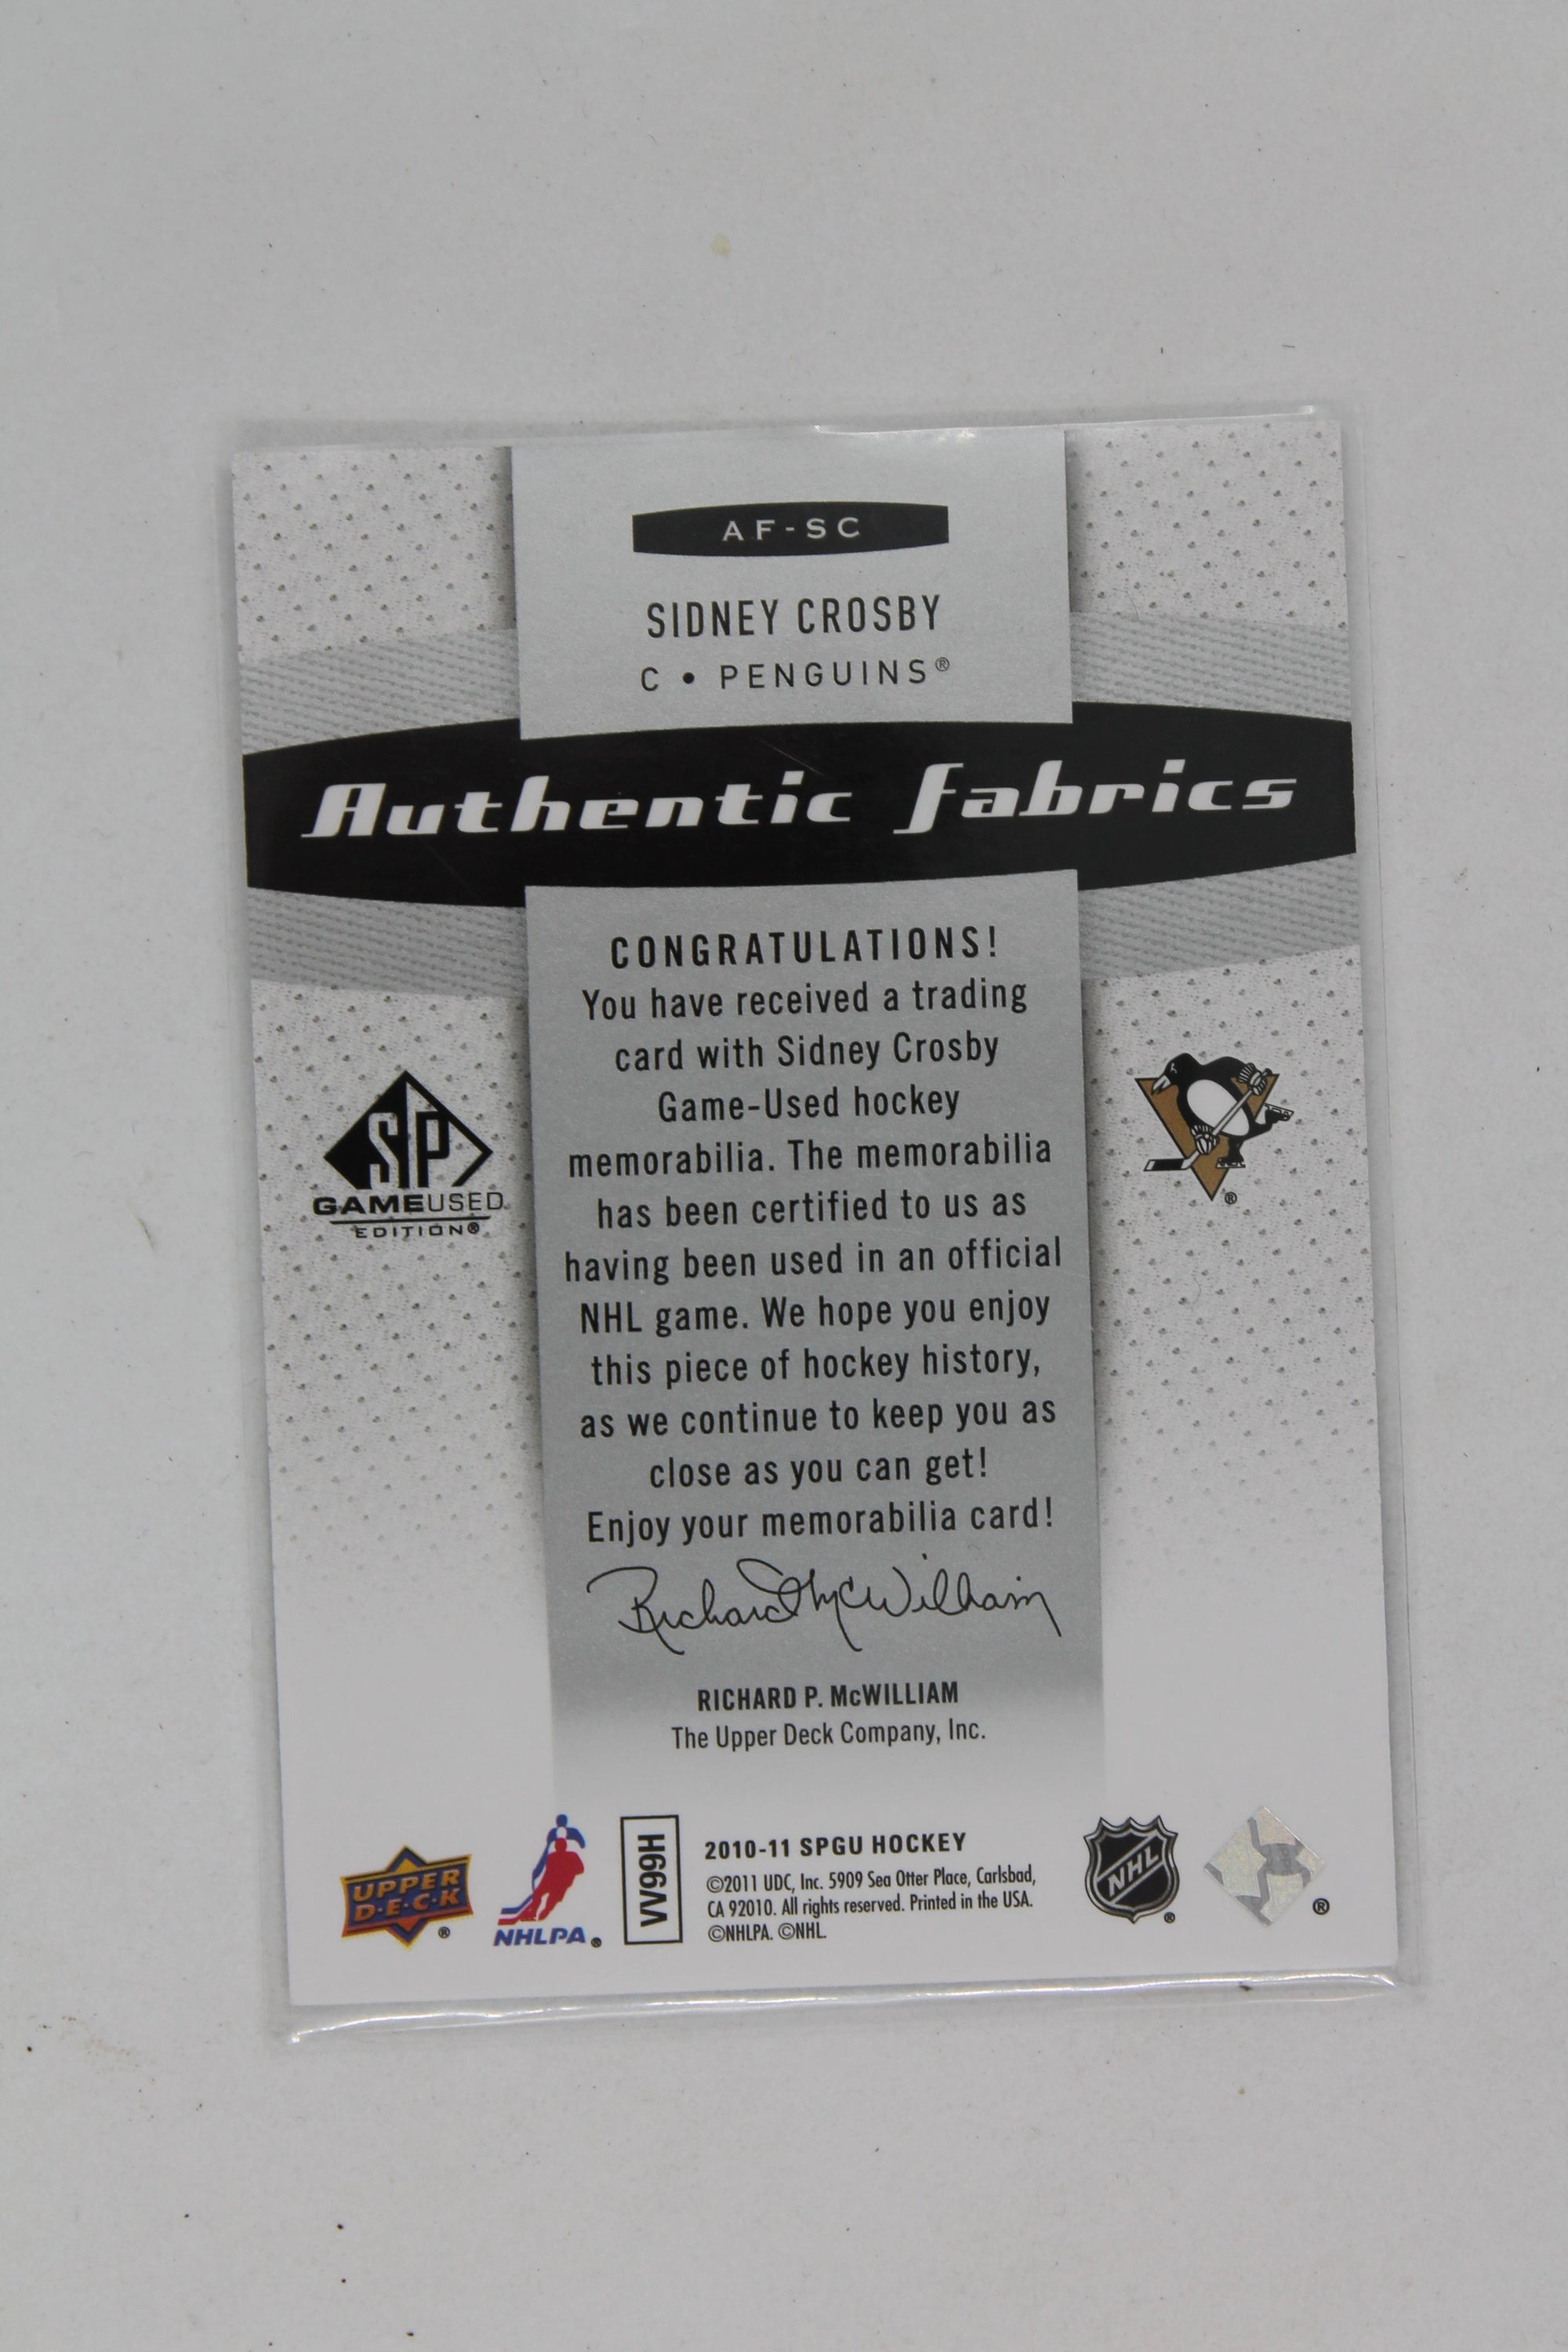 AF-SC
SIDNEY CROSBY
C • PENGUINS®
Authentic Fabrics
CONGRATULATIONS!
You have received a trading
card with Sidney Crosby
Game-Used hockey
memorabilia. The memorabilia
has been certified to us as
having been used in an official
NHL game. We hope you enjoy
this piece of hockey history,
as we continue to keep you as
close as you can get!
Enjoy your memorabilia card!
SP
GAMEUSED
EDITION®
®
Richard McWilliam
RICHARD P. McWILLIAM
The Upper Deck Company, Inc.
UPPER
D·E·C·K
®
NHLPA®
VV99H
2010-11 SPGU HOCKEY
©2011 UDC, Inc. 5909 Sea Otter Place, Carlsbad,
CA 92010. All rights reserved. Printed in the USA.
©NHLPA. ©NHL.
NHL
®
®